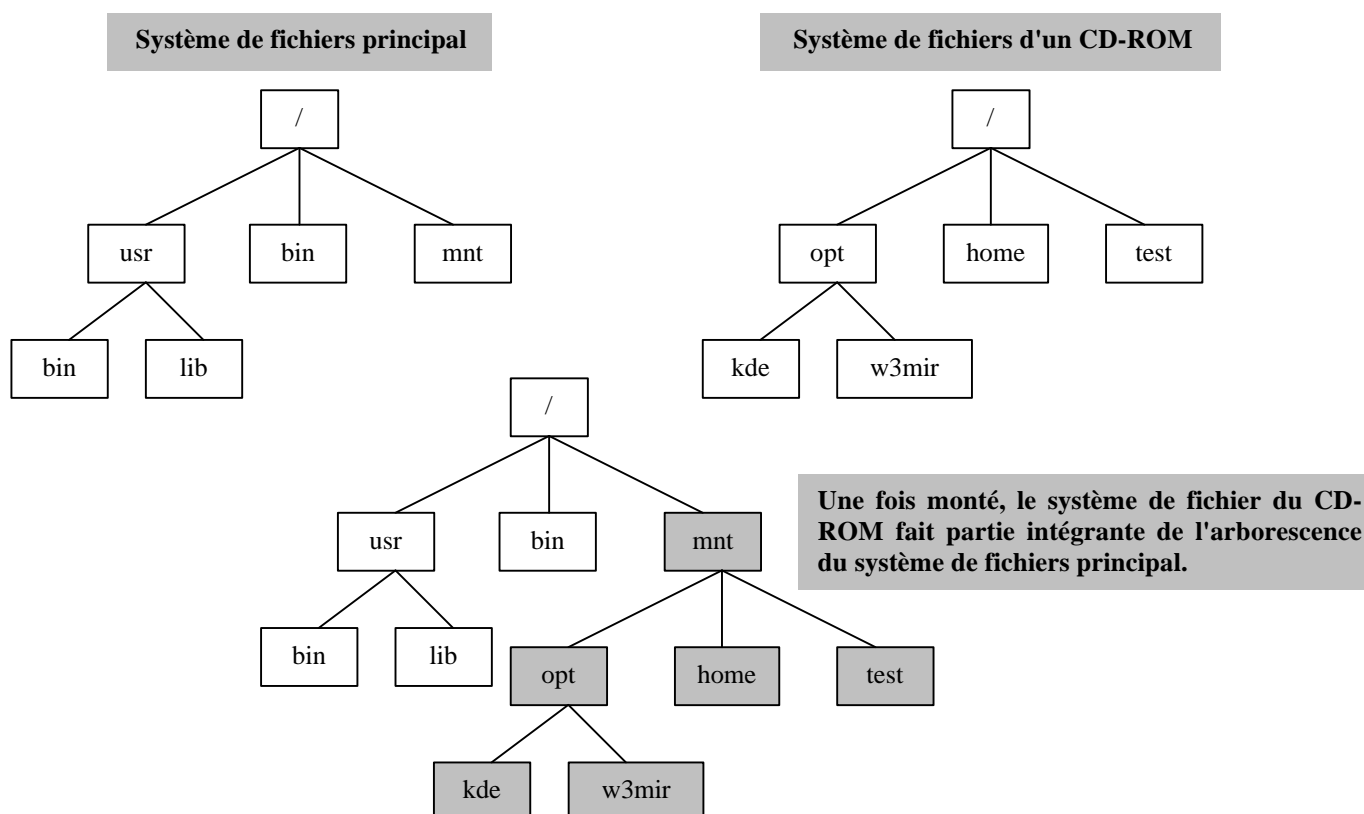 Système de fichiers principal
Système de fichiers d'un CD-ROM
/
/
usr
bin
mnt
opt
home
test
bin
lib
kde
w3mir
/
Une fois monté, le système de fichier du CD-
ROM fait partie intégrante de l'arborescence
du système de fichiers principal.
usr
bin
mnt
bin
lib
opt
home
test
kde
w3mir